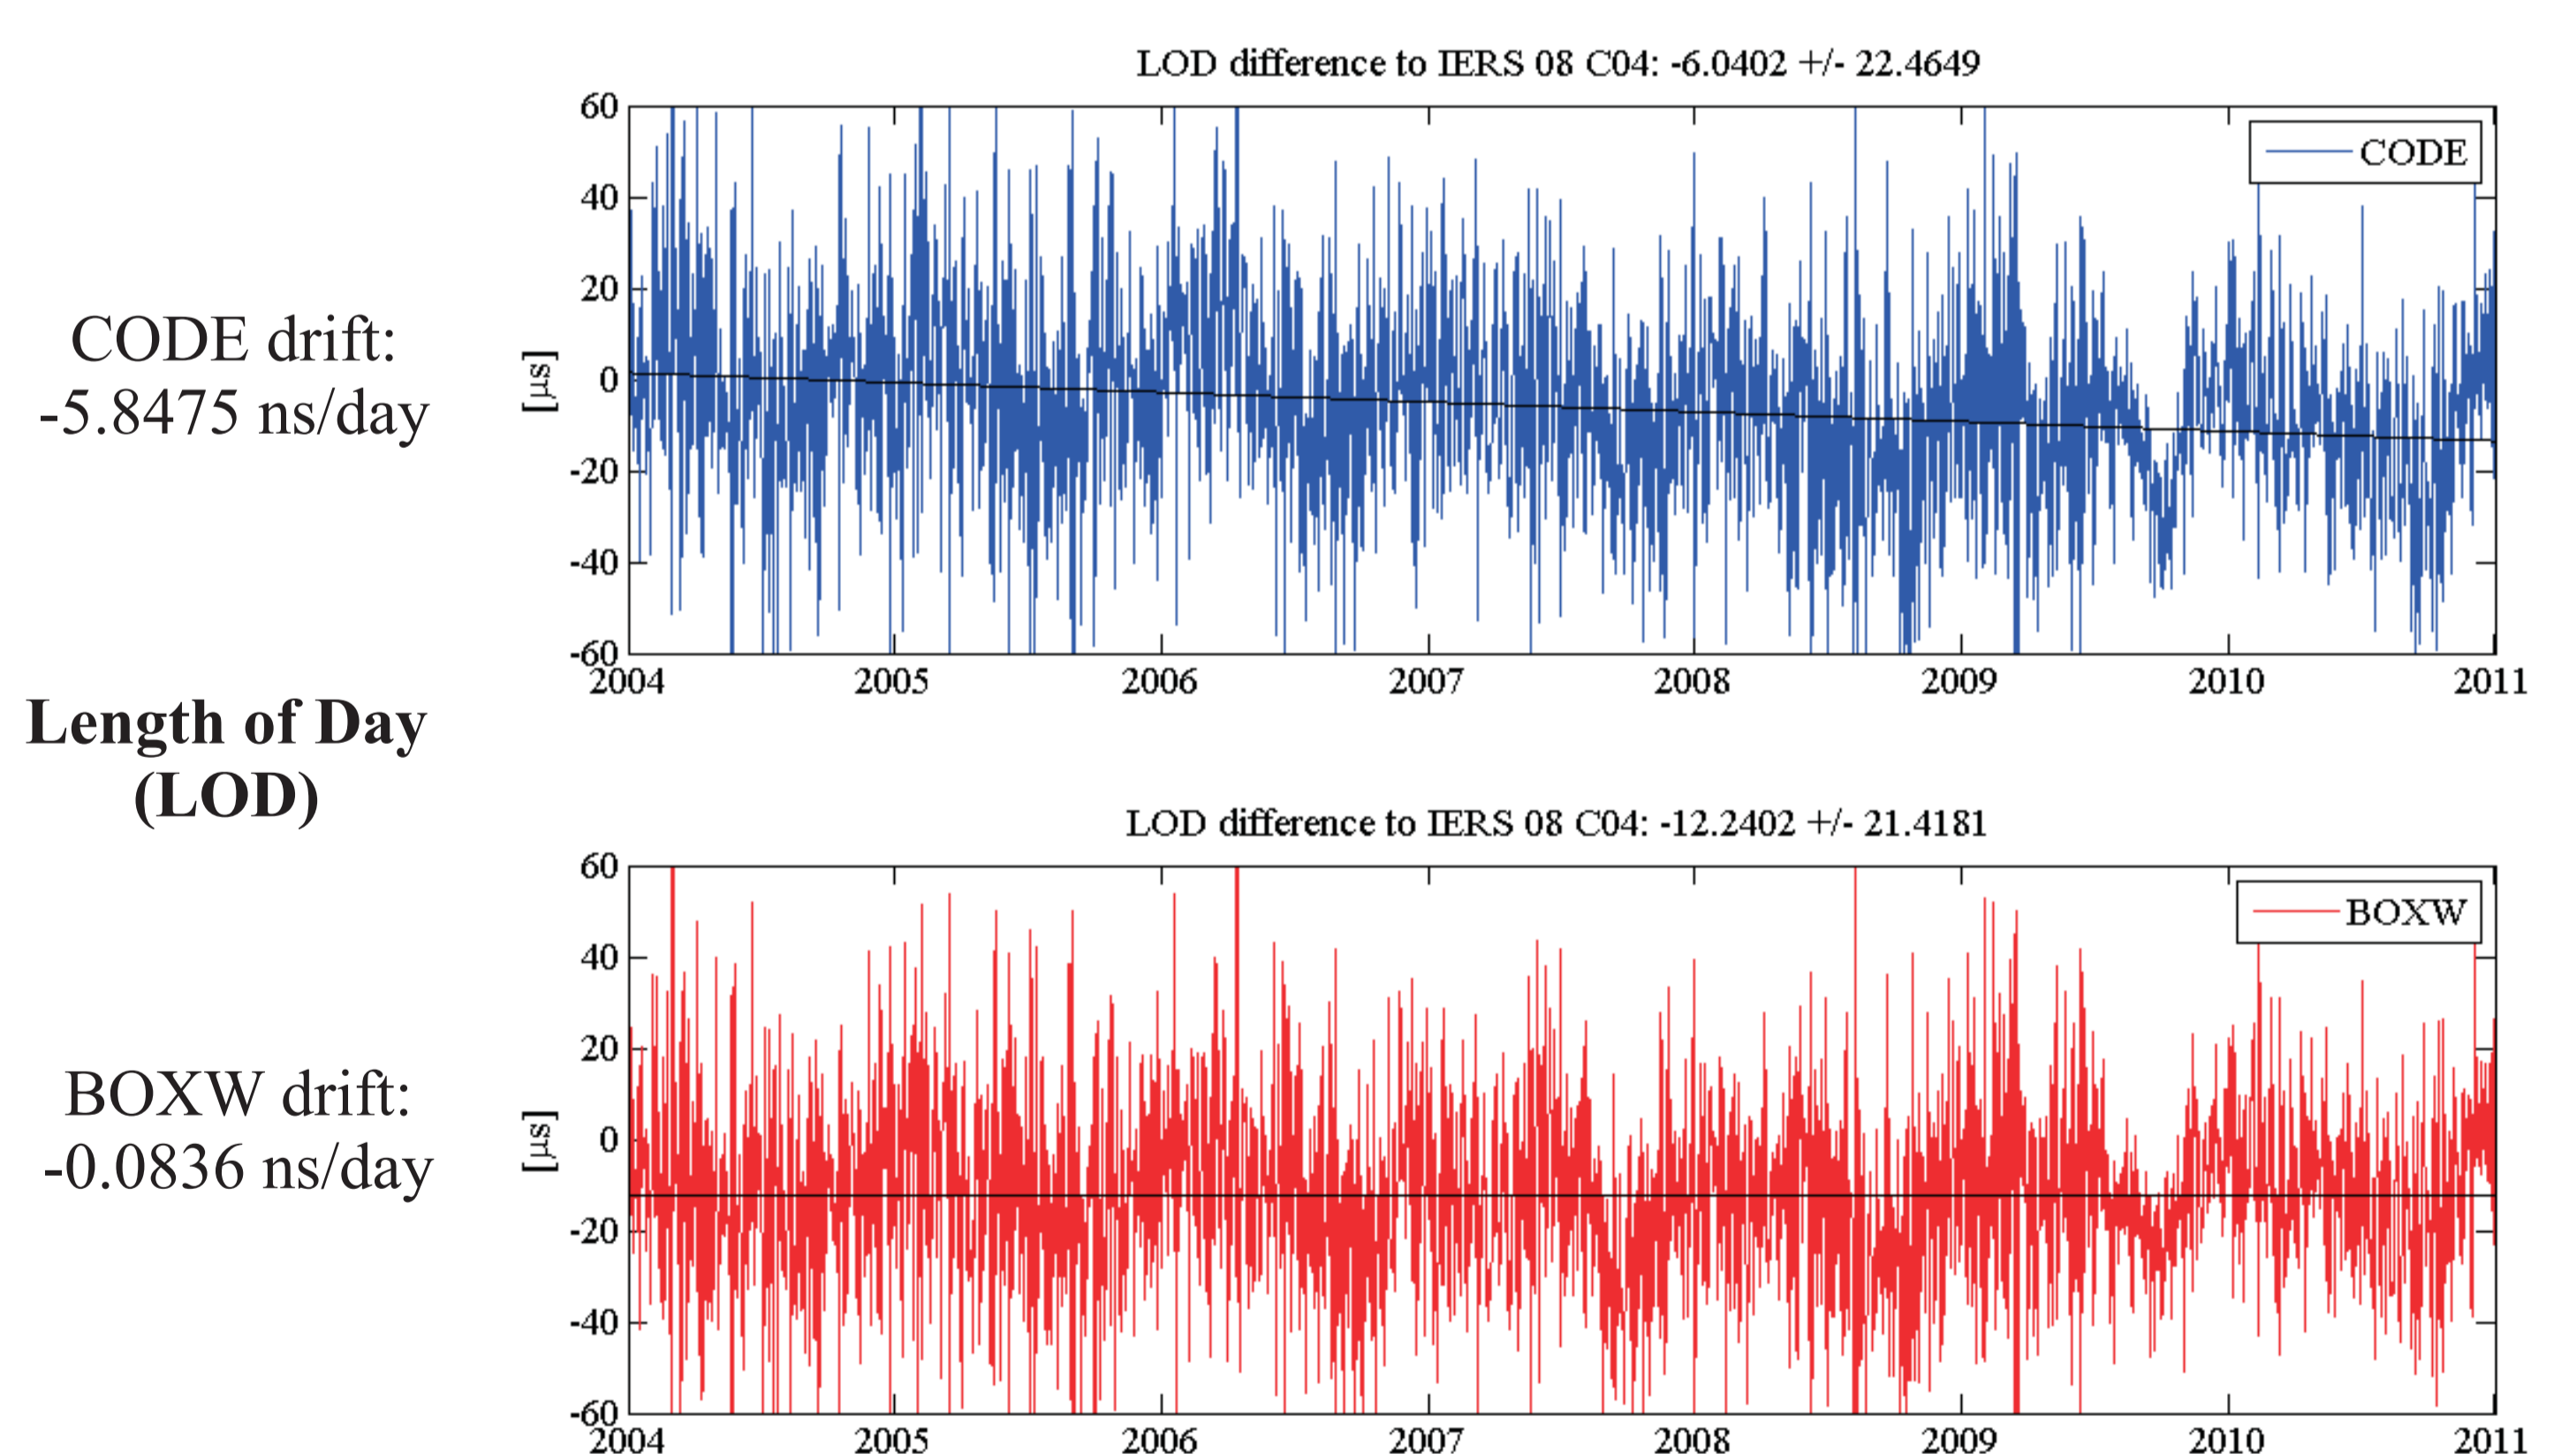 LOD difference to IERS 08 C04: -6.0402 +/- 22.4649
60
40
20
0
-20
-40
-60
[µs]
CODE
2004 2005 2006 2007 2008 2009 2010 2011
CODE drift:
-5.8475 ns/day
Length of Day
(LOD)
LOD difference to IERS 08 C04: -12.2402 +/- 21.4181
60
40
20
0
-20
-40
-60
[µs]
BOXW
2004 2005 2006 2007 2008 2009 2010 2011
BOXW drift:
-0.0836 ns/day